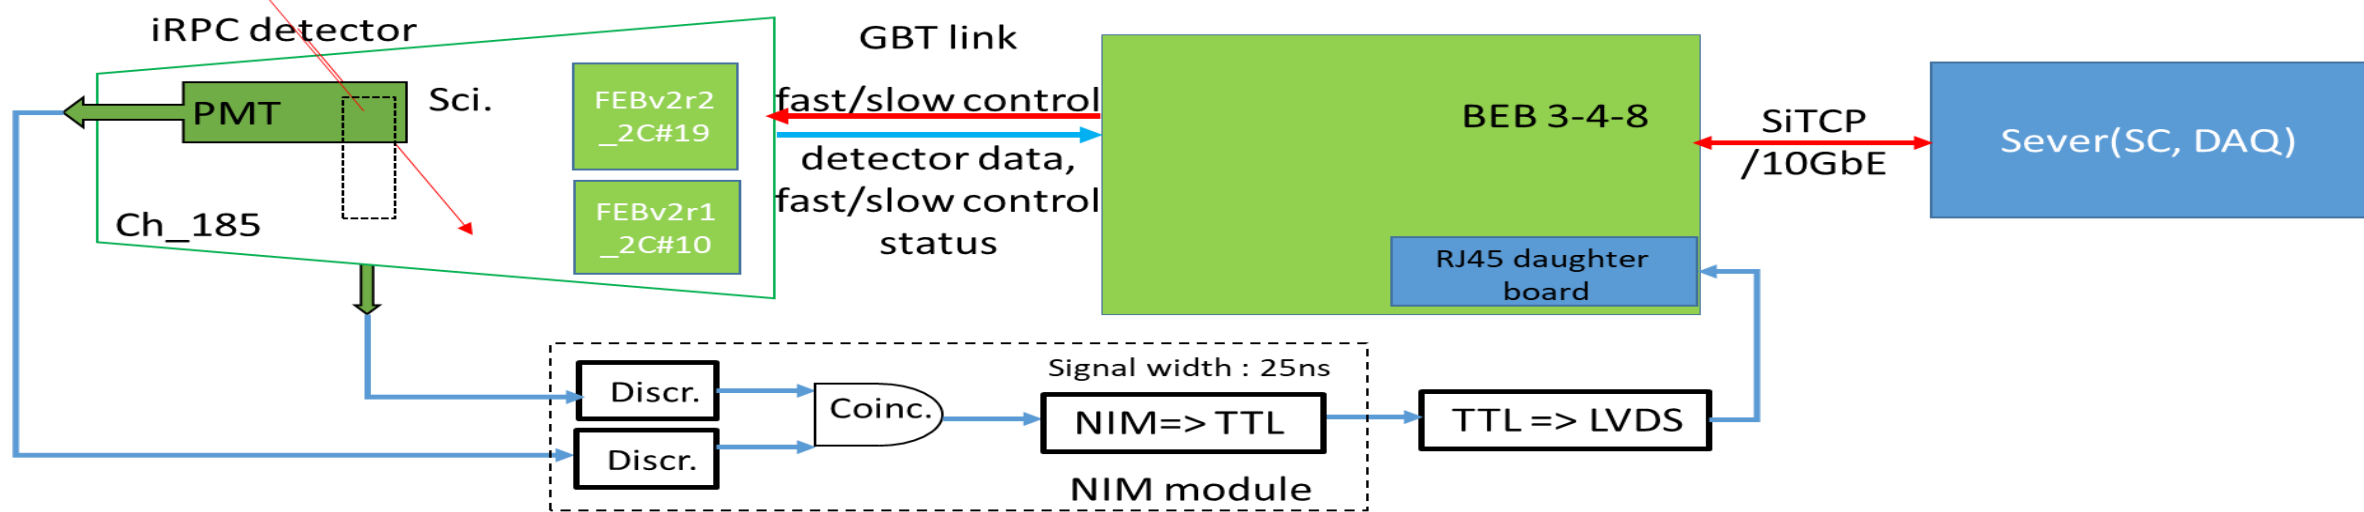 iRPC detector
PMT
Sci.
Ch_185
FEBv2r2
_2C#19
FEBv2r1
_2C#10
GBT link
fast/slow control
detector data,
fast/slow control
status
BEB 3-4-8
RJ45 daughter
board
SiTCP
/10GbE
Sever(SC, DAQ)
Discr.
Discr.
Coinc.
Signal width : 25ns
NIM=> TTL
NIM module
TTL => LVDS